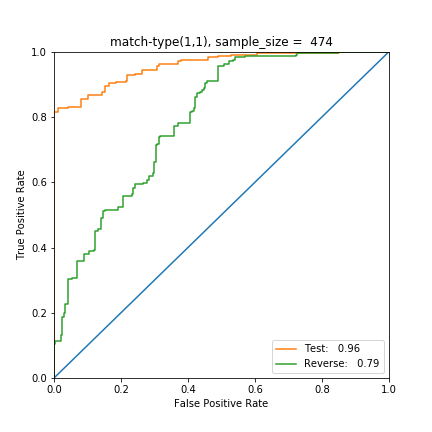 match-type(1,1), sample_size =  474
1.0
0.8
0.6
0.4
0.2
0.0
True Positive Rate
0.0 0.2 0.4 0.6 0.8 1.0
False Positive Rate
Test:  0.96
Reverse:  0.79